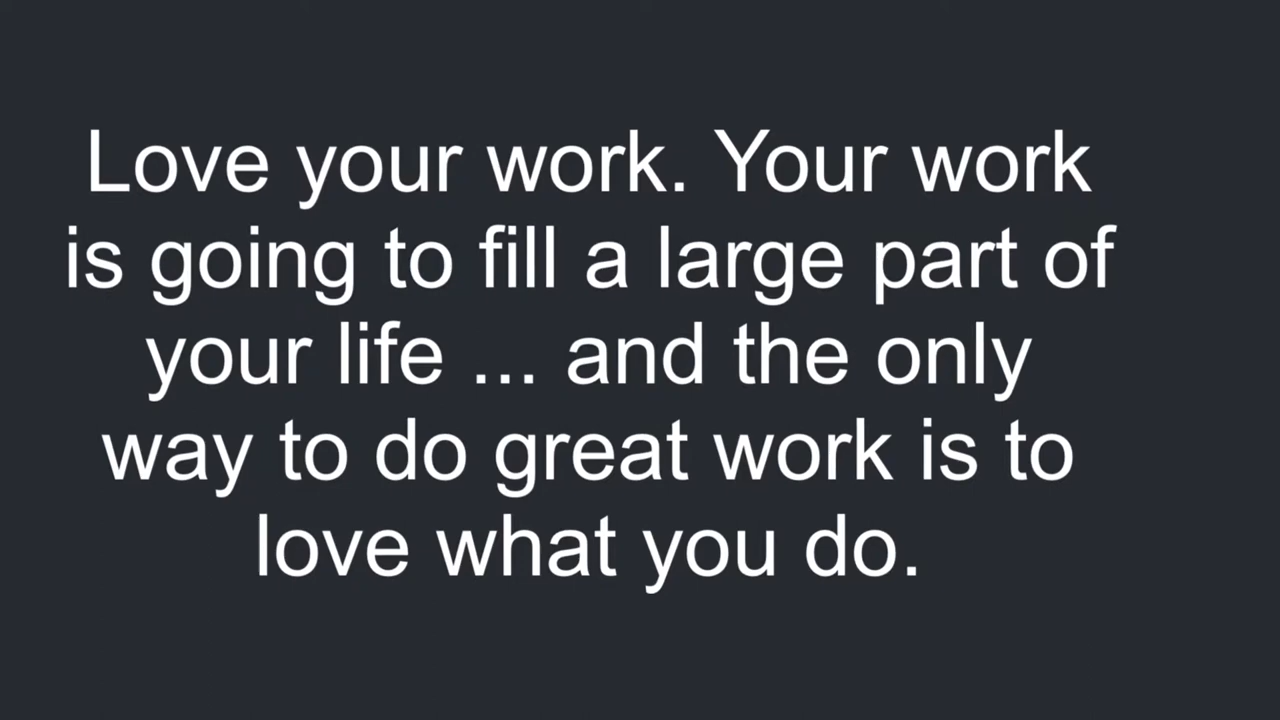 Love your work. Your work
is going to fill a large part of
your life ... and the only
way to do great work is to
love what you do.